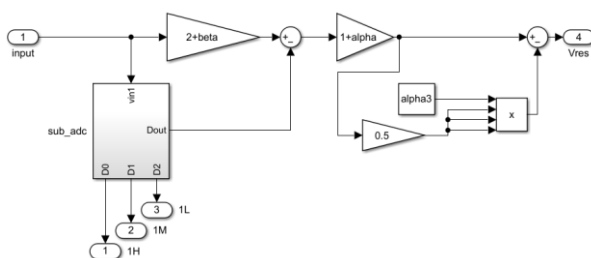 1
input
2+beta
+
-
1+alpha
+
-
4
Vres
vin1
sub_adc
Dout
D0
D1
D2
alpha3
x
0.5
3
1L
2
1M
1
1H